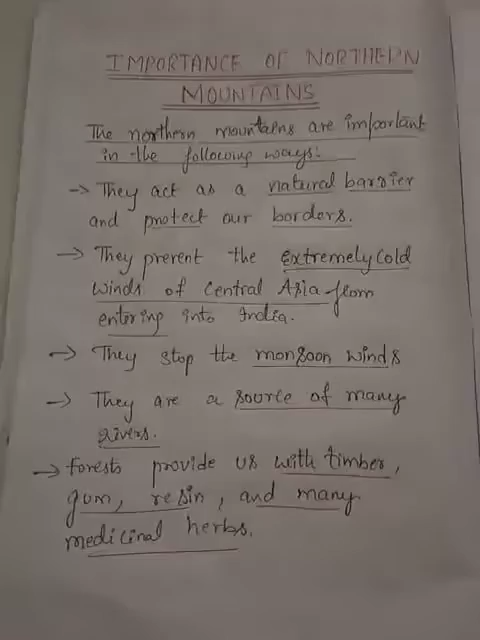 IMPORTANCE OF NORTHERN
MOUNTAINS
The northern mountains are important
in the following ways:
-> They act as a natural barrier
and protect our borders.
-> They prevent the extremely cold
winds of Central Asia from
entering into India.
-> They stop the monsoon winds
-> They are a source of many
rivers.
-> forests provide us with timber,
gum, resin, and many
medicinal herbs.